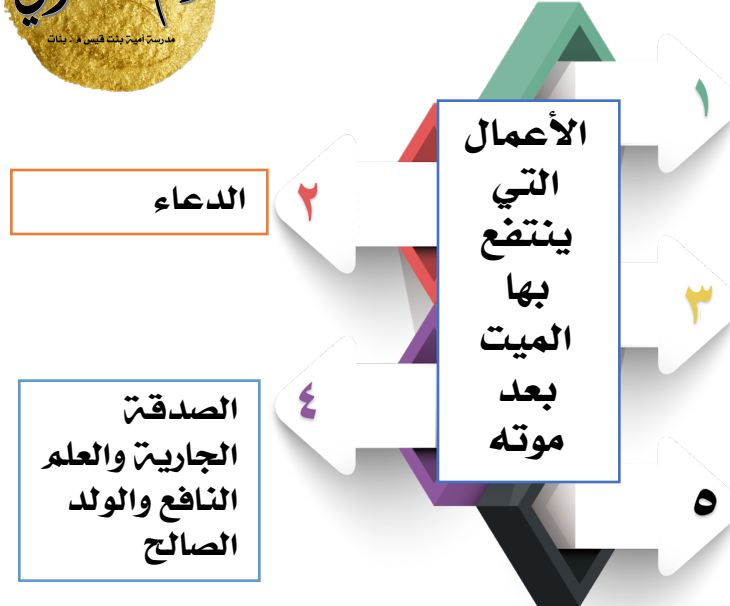 مدرسة أمية بنت قيس م . بنات
الأعمال
التي
ينتفع
بها
الميت
بعد
موته
١
٢
الدعاء
٣
٤
الصدقة
الجارية والعلم
النافع والولد
الصالح
٥